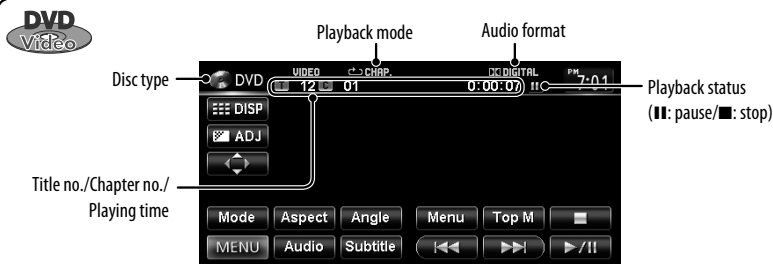 DVD
Video
Playback mode
Audio format
Disc type
DVD
VIDEO
CHAP.
DIGITAL
PM 7:01
T 12 C 01 0:00:07
Playback status
(⏸: pause/■: stop)
DISP
ADJ
Title no./Chapter no./
Playing time
Mode Aspect Angle Menu Top M
MENU Audio Subtitle